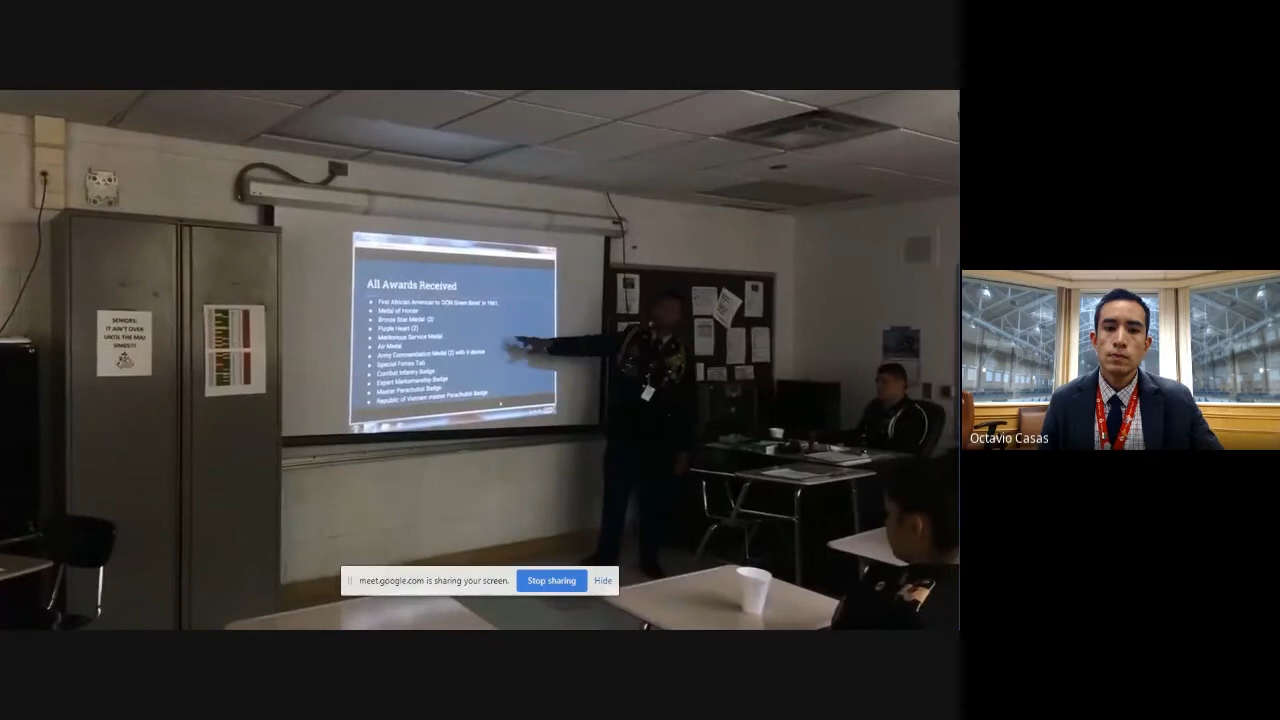 SENIORS:
IT AIN'T OVER
UNTIL THE MAJ
SINGS!!!
All Awards Received
First African American to 'DON Green Beret' in 1961.
Medal of Honor
Bronze Star Medal (2)
Purple Heart (2)
Meritorious Service Medal
Air Medal
Army Commendation Medal (2) with V device
Special Forces Tab
Combat Infantry Badge
Expert Marksmanship Badge
Master Parachutist Badge
Republic of Vietnam master Parachutist Badge
meet.google.com is sharing your screen.
Stop sharing
Hide
Octavio Casas